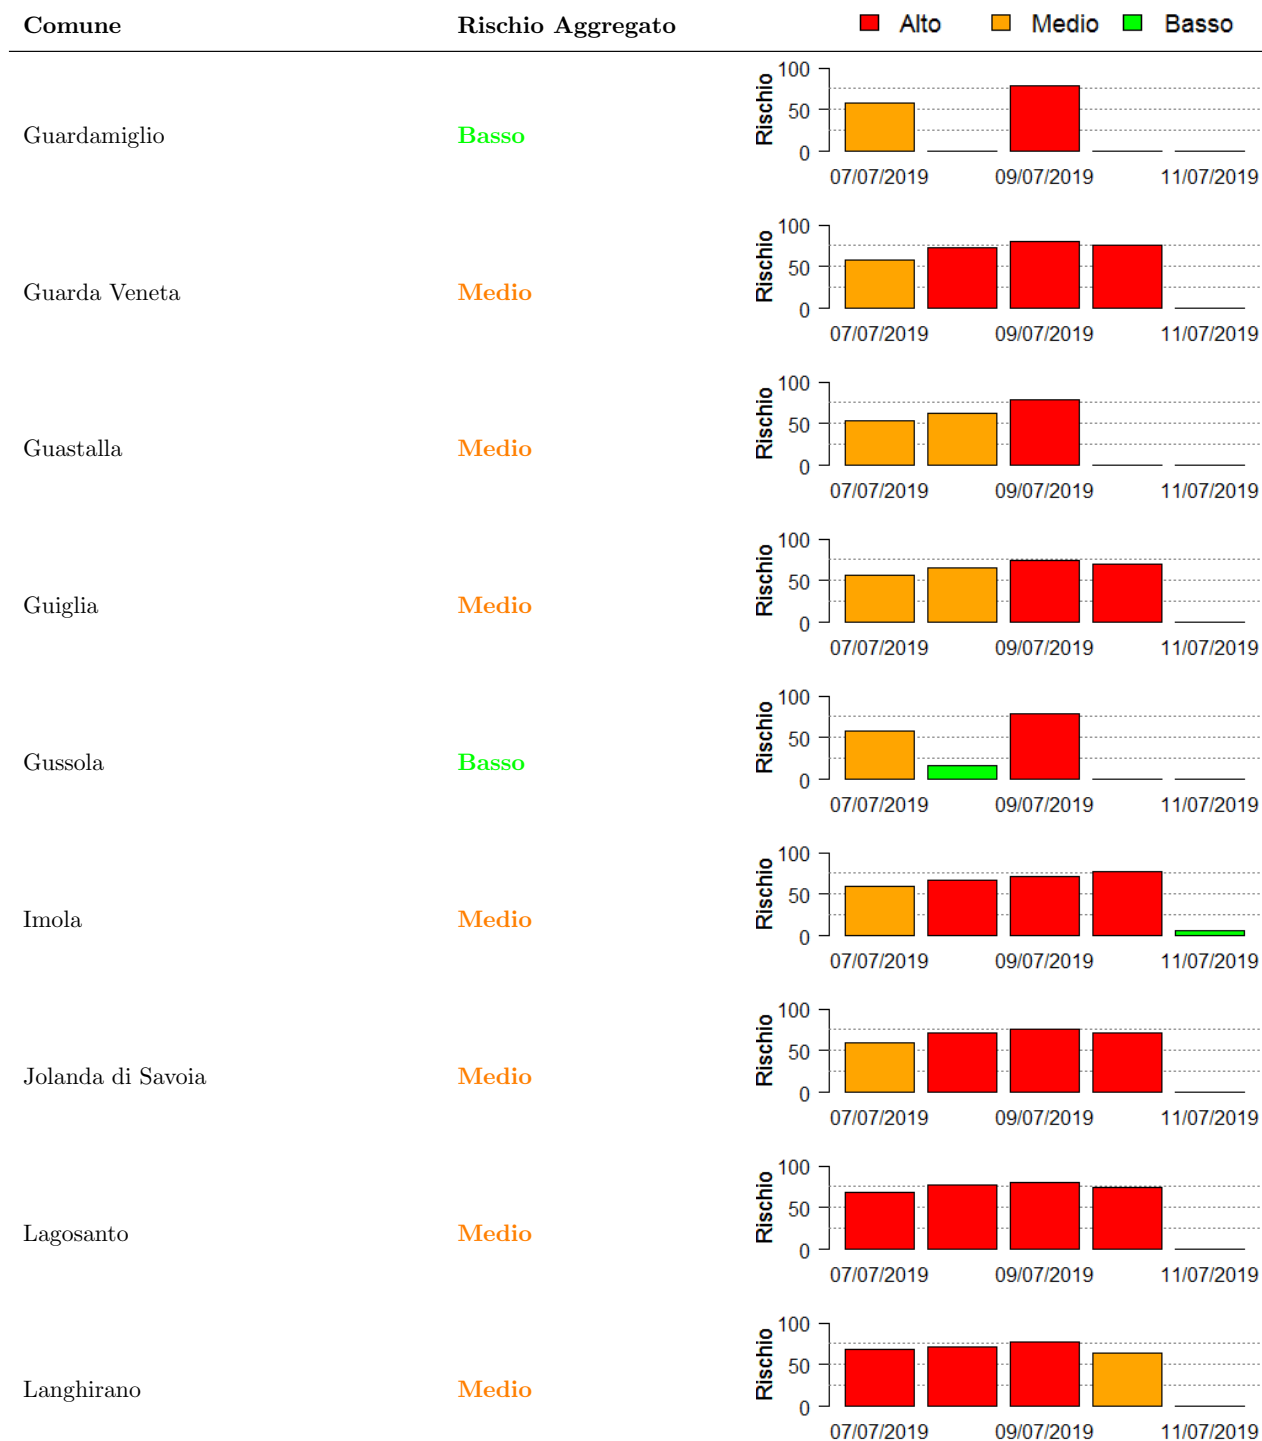 Comune Rischio Aggregato Alto Medio Basso
Guardamiglio Basso
Rischio
100
50
0
07/07/2019 09/07/2019 11/07/2019
Guarda Veneta Medio
Rischio
100
50
0
07/07/2019 09/07/2019 11/07/2019
Guastalla Medio
Rischio
100
50
0
07/07/2019 09/07/2019 11/07/2019
Guiglia Medio
Rischio
100
50
0
07/07/2019 09/07/2019 11/07/2019
Gussola Basso
Rischio
100
50
0
07/07/2019 09/07/2019 11/07/2019
Imola Medio
Rischio
100
50
0
07/07/2019 09/07/2019 11/07/2019
Jolanda di Savoia Medio
Rischio
100
50
0
07/07/2019 09/07/2019 11/07/2019
Lagosanto Medio
Rischio
100
50
0
07/07/2019 09/07/2019 11/07/2019
Langhirano Medio
Rischio
100
50
0
07/07/2019 09/07/2019 11/07/2019